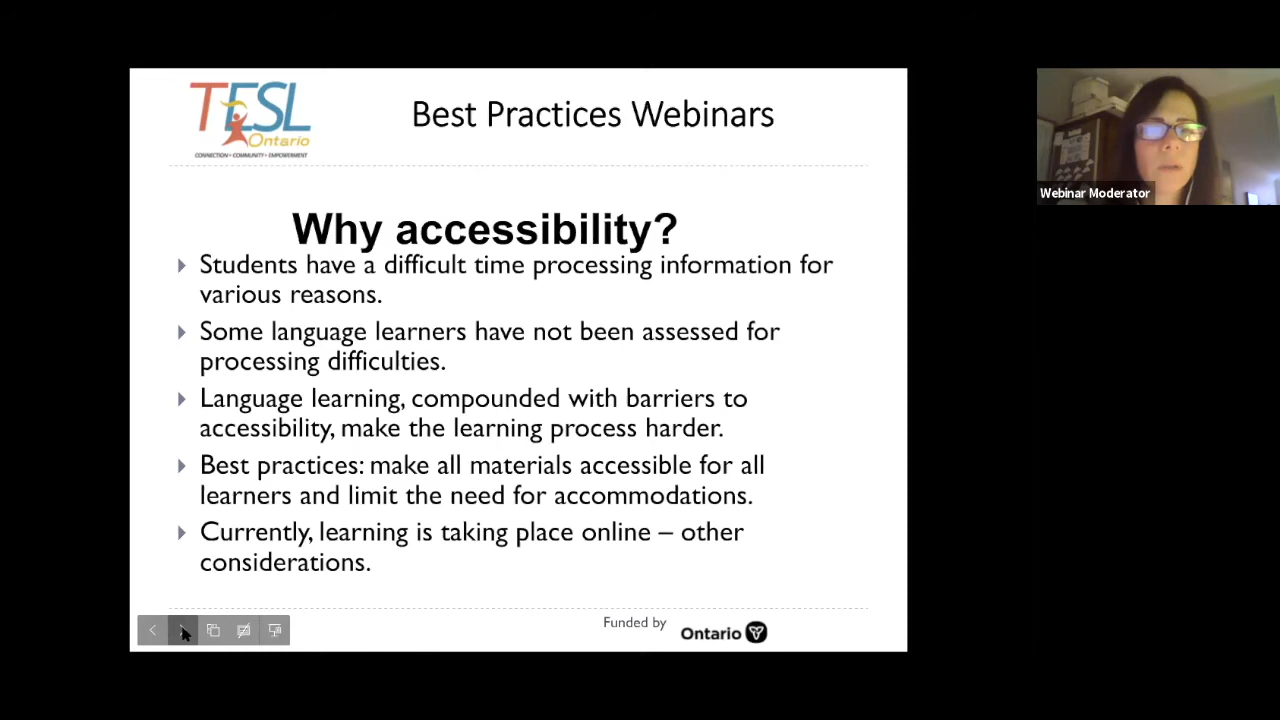 TESL
Ontario
CONNECTION • COMMUNITY • EMPOWERMENT
Best Practices Webinars
Why accessibility?
Students have a difficult time processing information for
various reasons.
Some language learners have not been assessed for
processing difficulties.
Language learning, compounded with barriers to
accessibility, make the learning process harder.
Best practices: make all materials accessible for all
learners and limit the need for accommodations.
Currently, learning is taking place online – other
considerations.
Funded by
Ontario
Webinar Moderator